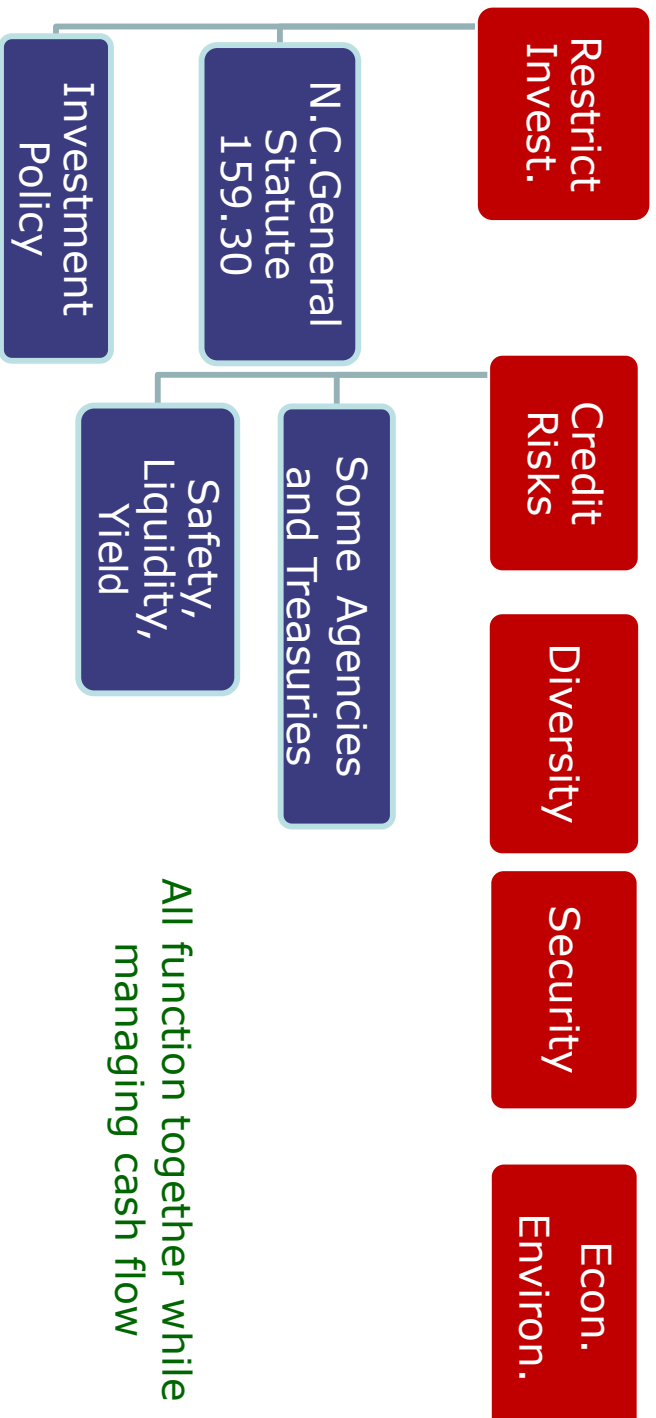 Restrict
Invest.
N.C.General
Statute
159.30
Investment
Policy
Credit
Risks
Some Agencies
and Treasuries
Safety,
Liquidity,
Yield
Diversity
Security
Econ.
Environ.
All function together while
managing cash flow